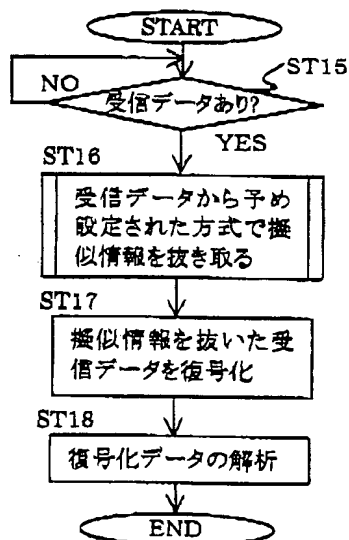 START
ST15
NO
受信データあり?
YES
ST16
受信データから予め
設定された方式で擬
似情報を抜き取る
ST17
擬似情報を抜いた受
信データを復号化
ST18
復号化データの解析
END